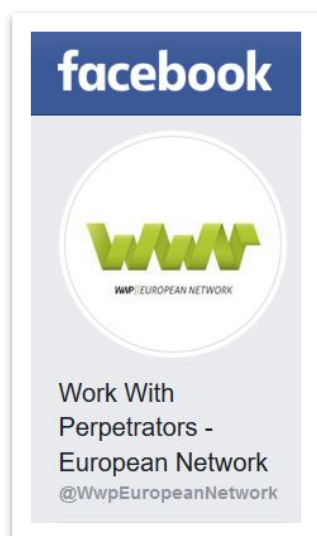 facebook
WWP
WWP||EUROPEAN NETWORK
Work With
Perpetrators -
European Network
@WwpEuropeanNetwork